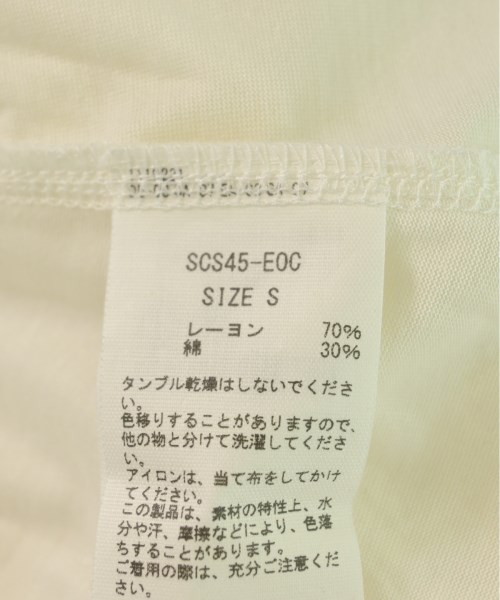 SCS45-EOC
SIZE S
レーヨン 70%
綿 30%
タンブル乾燥はしないでくださ
い。
色移りすることがありますので、
他の物と分けて洗濯してくださ
い。
アイロンは、当て布をしてかけ
てください。
この製品は、素材の特性上、水
分や汗、摩擦などにより、色落
ちすることがあります。
ご着用の際は、充分ご注意くだ
さい。